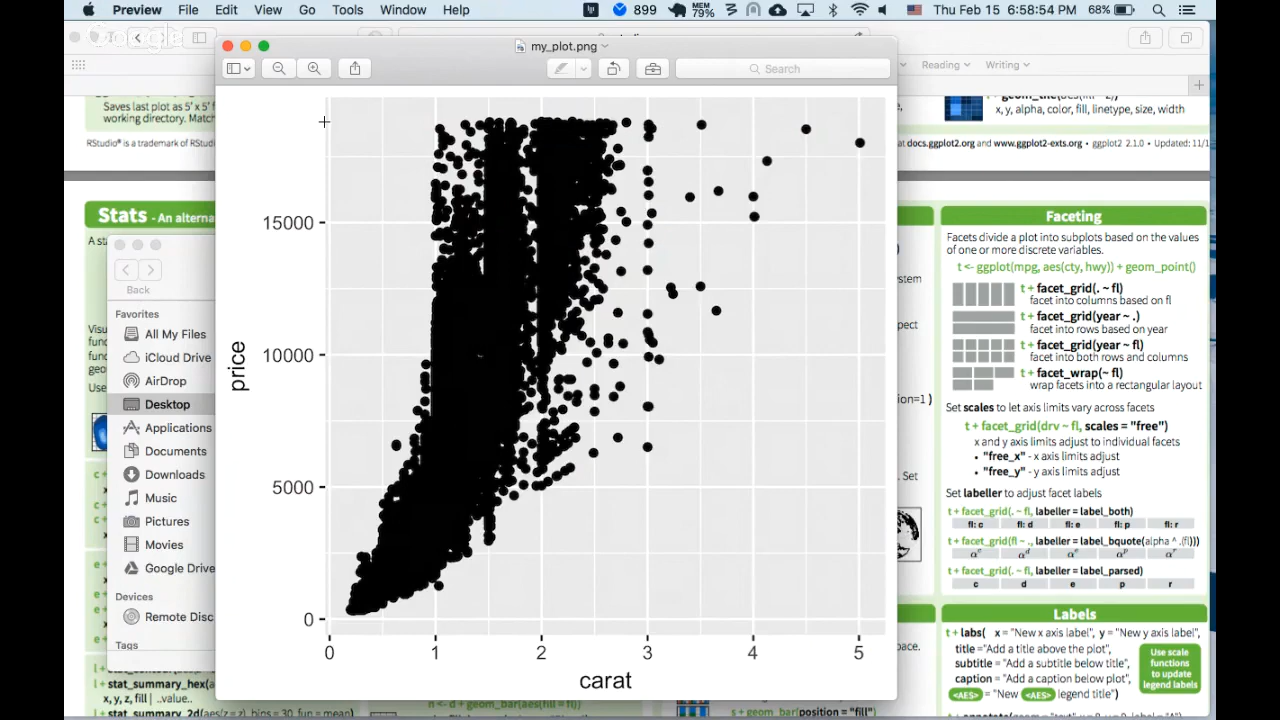 Preview File Edit View Go Tools Window Help 899 MEM 79% Thu Feb 15 6:58:54 PM 68%
my_plot.png
Search
Reading Writing
Saves last plot as 5' x 5' f
working directory. Match
RStudio® is a trademark of RStudio
x, y, alpha, color, fill, linetype, size, width
at docs.ggplot2.org and www.ggplot2-exts.org • ggplot2 2.1.0 • Updated: 11/1
Stats - An alterna
Back
Favorites
All My Files
iCloud Drive
AirDrop
Desktop
Applications
Documents
Downloads
Music
Pictures
Movies
Google Drive
Devices
Remote Disc
Tags
price
15000
10000
5000
0
0 1 2 3 4 5
carat
Faceting
Facets divide a plot into subplots based on the values
of one or more discrete variables.
t <- ggplot(mpg, aes(cty, hwy)) + geom_point()
t + facet_grid(. ~ fl)
facet into columns based on fl
t + facet_grid(year ~ .)
facet into rows based on year
t + facet_grid(year ~ fl)
facet into both rows and columns
t + facet_wrap(~ fl)
wrap facets into a rectangular layout
Set scales to let axis limits vary across facets
t + facet_grid(drv ~ fl, scales = "free")
x and y axis limits adjust to individual facets
• "free_x" - x axis limits adjust
• "free_y" - y axis limits adjust
Set labeller to adjust facet labels
t + facet_grid(. ~ fl, labeller = label_both)
fl: c fl: d fl: e fl: p fl: r
t + facet_grid(fl ~ ., labeller = label_bquote(alpha ^ .(fl)))
t + facet_grid(. ~ fl, labeller = label_parsed)
c d e p r
Labels
t + labs( x = "New x axis label", y = "New y axis label",
title ="Add a title above the plot",
subtitle = "Add a subtitle below title",
caption = "Add a caption below plot",
<AES> = "New <AES> legend title")
Use scale
functions
to update
legend labels
l + stat_summary_hex(a
x, y, z, fill | ..value..
l + stat_summary_2d(aes(z = z), bins = 30, fun = mean)
s + geom_bar(position = "fill")